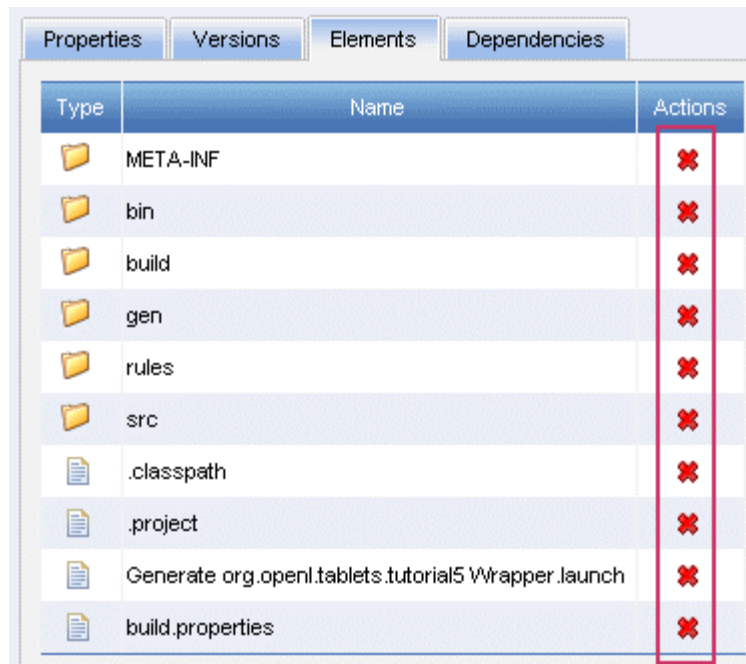 Properties Versions Elements Dependencies
Type Name Actions
META-INF
bin
build
gen
rules
src
.classpath
.project
Generate org.openl.tablets.tutorial5 Wrapper.launch
build.properties